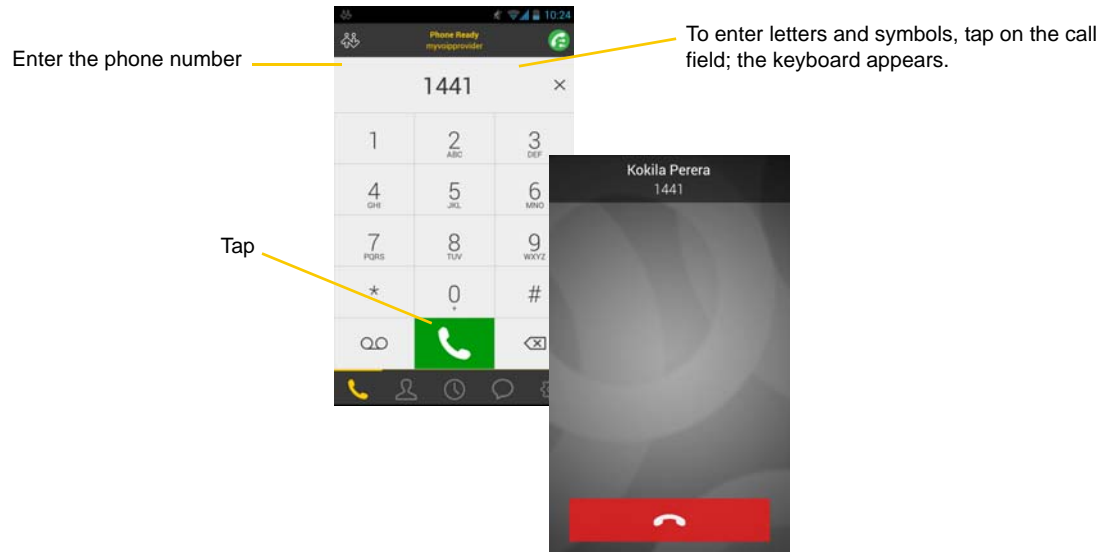 10:24
Phone Ready
myvoipprovider
Enter the phone number
To enter letters and symbols, tap on the call
field; the keyboard appears.
1441 ×
1 2 3
ABC DEF
4 5 6
GHI JKL MNO
7 8 9
PQRS TUV WXYZ
Tap
* 0 #
+
Kokila Perera
1441